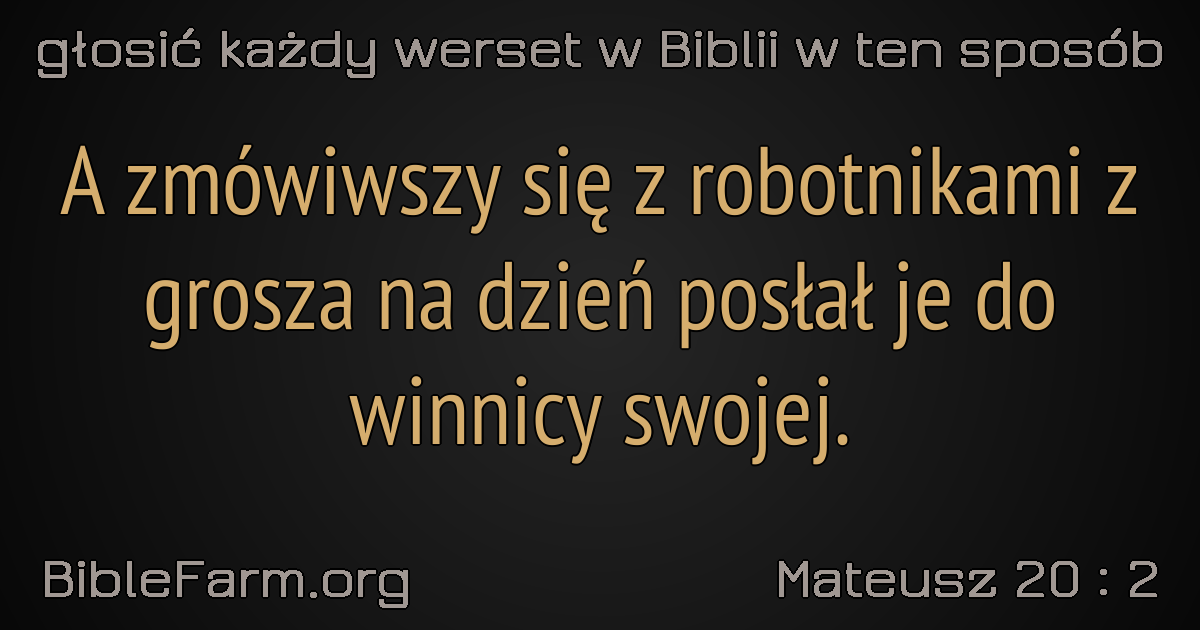 głosić każdy werset w Biblii w ten sposób
A zmówiwszy się z robotnikami z
grosza na dzień posłał je do
winnicy swojej.
BibleFarm.org
Mateusz 20 : 2